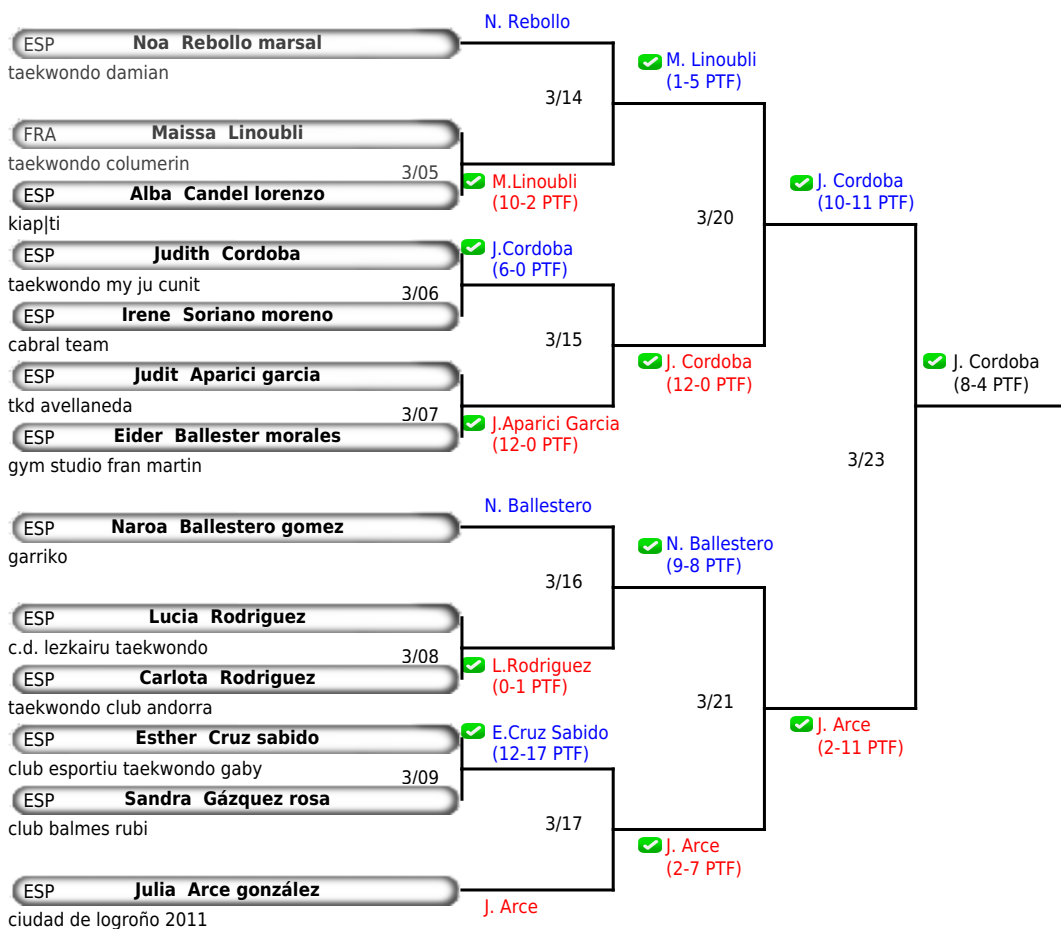 N. Rebollo
ESP Noa Rebollo marsal
taekwondo damian
M. Linoubli
(1-5 PTF)
3/14
FRA Maissa Linoubli
taekwondo columerin
3/05
M.Linoubli
(10-2 PTF)
ESP Alba Candel lorenzo
kiap|ti
J. Cordoba
(10-11 PTF)
3/20
ESP Judith Cordoba
J.Cordoba
(6-0 PTF)
taekwondo my ju cunit
3/06
ESP Irene Soriano moreno
cabral team
3/15
J. Cordoba
(12-0 PTF)
J. Cordoba
(8-4 PTF)
ESP Judit Aparici garcia
tkd avellaneda
3/07
J.Aparici Garcia
(12-0 PTF)
ESP Eider Ballester morales
gym studio fran martin
3/23
N. Ballestero
ESP Naroa Ballestero gomez
garriko
N. Ballestero
(9-8 PTF)
3/16
ESP Lucia Rodriguez
c.d. lezkairu taekwondo
3/08
L.Rodriguez
(0-1 PTF)
ESP Carlota Rodriguez
taekwondo club andorra
3/21
J. Arce
(2-11 PTF)
ESP Esther Cruz sabido
E.Cruz Sabido
(12-17 PTF)
club esportiu taekwondo gaby
3/09
ESP Sandra Gázquez rosa
club balmes rubi
3/17
J. Arce
(2-7 PTF)
ESP Julia Arce gonzález
J. Arce
ciudad de logroño 2011